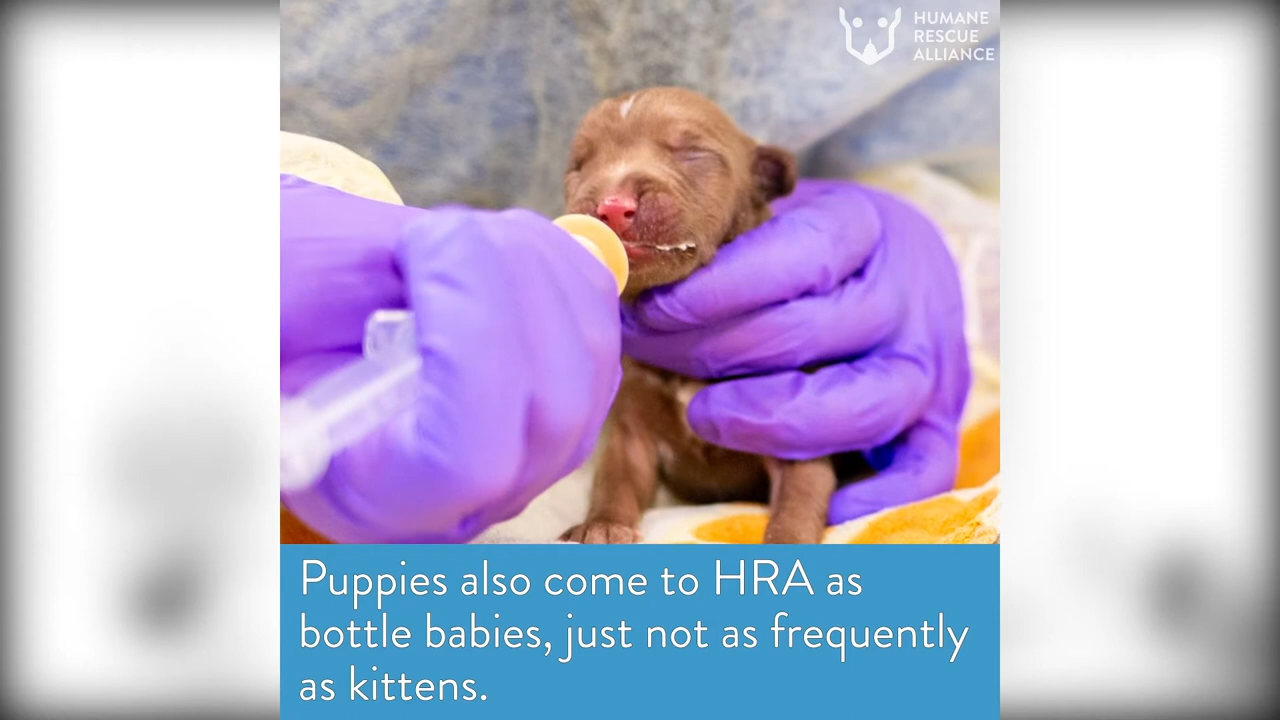 HUMANE
RESCUE
ALLIANCE
Puppies also come to HRA as
bottle babies, just not as frequently
as kittens.